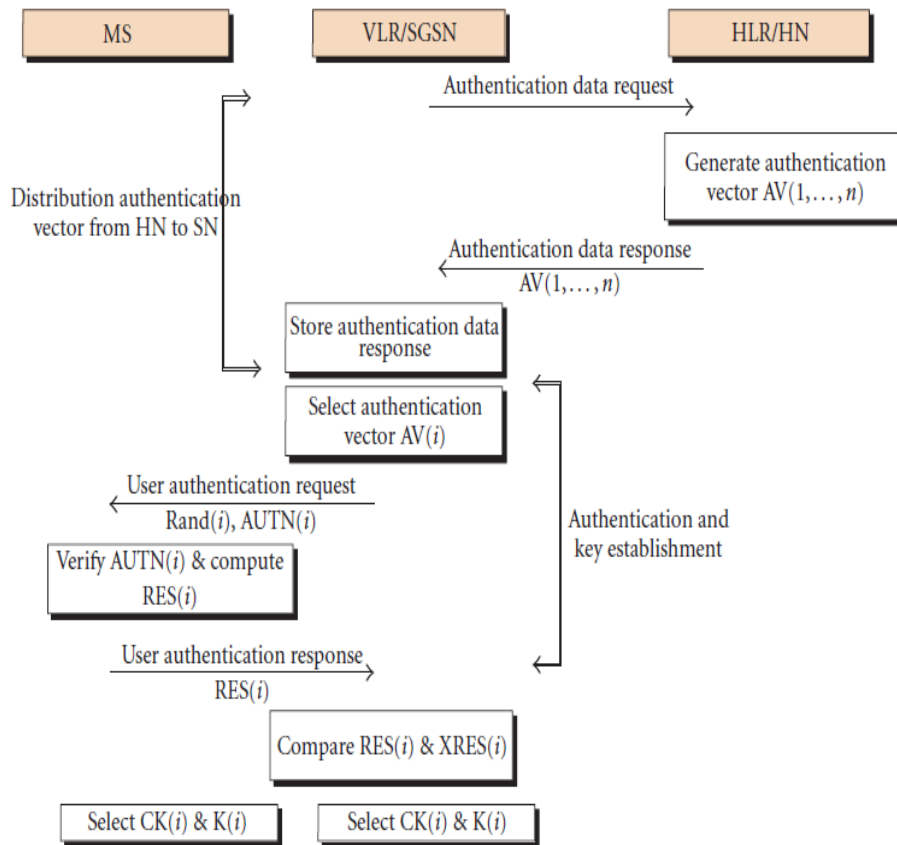 MS
VLR/SGSN
HLR/HN
Authentication data request
Generate authentication
vector AV(1,...,n)
Distribution authentication
vector from HN to SN
Authentication data response
AV(1,...,n)
Store authentication data
response
Select authentication
vector AV(i)
User authentication request
Rand(i), AUTN(i)
Authentication and
key establishment
Verify AUTN(i) & compute
RES(i)
User authentication response
RES(i)
Compare RES(i) & XRES(i)
Select CK(i) & K(i)
Select CK(i) & K(i)